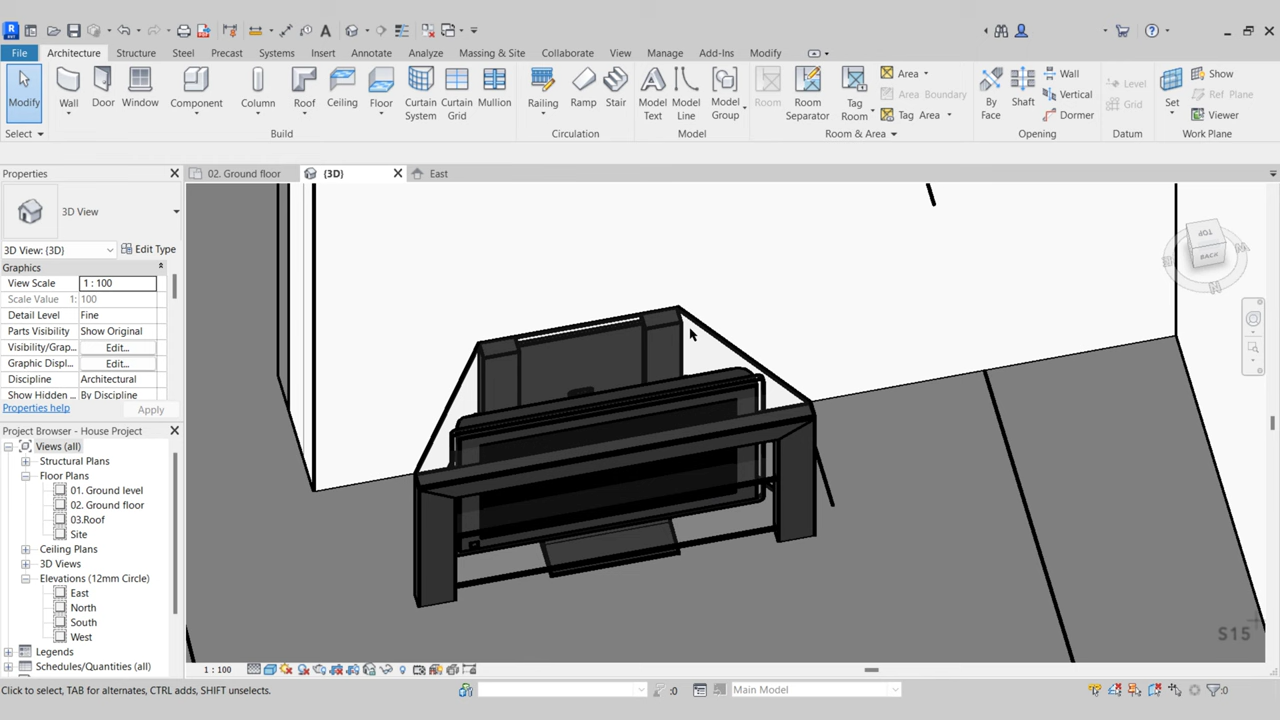 File Architecture Structure Steel Precast Systems Insert Annotate Analyze Massing & Site Collaborate View Manage Add-Ins Modify
Modify Wall Door Window Component Column Roof Ceiling Floor Curtain System Curtain Grid Mullion Railing Ramp Stair Model Text Model Line Model Group Room Room Separator Tag Room
Area
Area Boundary
Tag Area
By Face Shaft
Wall
Vertical
Dormer
Level
Grid
Set
Show
Ref Plane
Viewer
Select Build Circulation Model Room & Area Opening Datum Work Plane
Properties
02. Ground floor {3D} East
3D View
3D View: {3D} Edit Type
Graphics
View Scale 1 : 100
Scale Value 1: 100
Detail Level Fine
Parts Visibility Show Original
Visibility/Grap... Edit...
Graphic Displ... Edit...
Discipline Architectural
Show Hidden ... By Discipline
Properties help Apply
Project Browser - House Project
Views (all)
Structural Plans
Floor Plans
01. Ground level
02. Ground floor
03.Roof
Site
Ceiling Plans
3D Views
Elevations (12mm Circle)
East
North
South
West
Legends
Schedules/Quantities (all)
TOP
BACK
S15
1 : 100
Click to select, TAB for alternates, CTRL adds, SHIFT unselects.
:0 Main Model :0